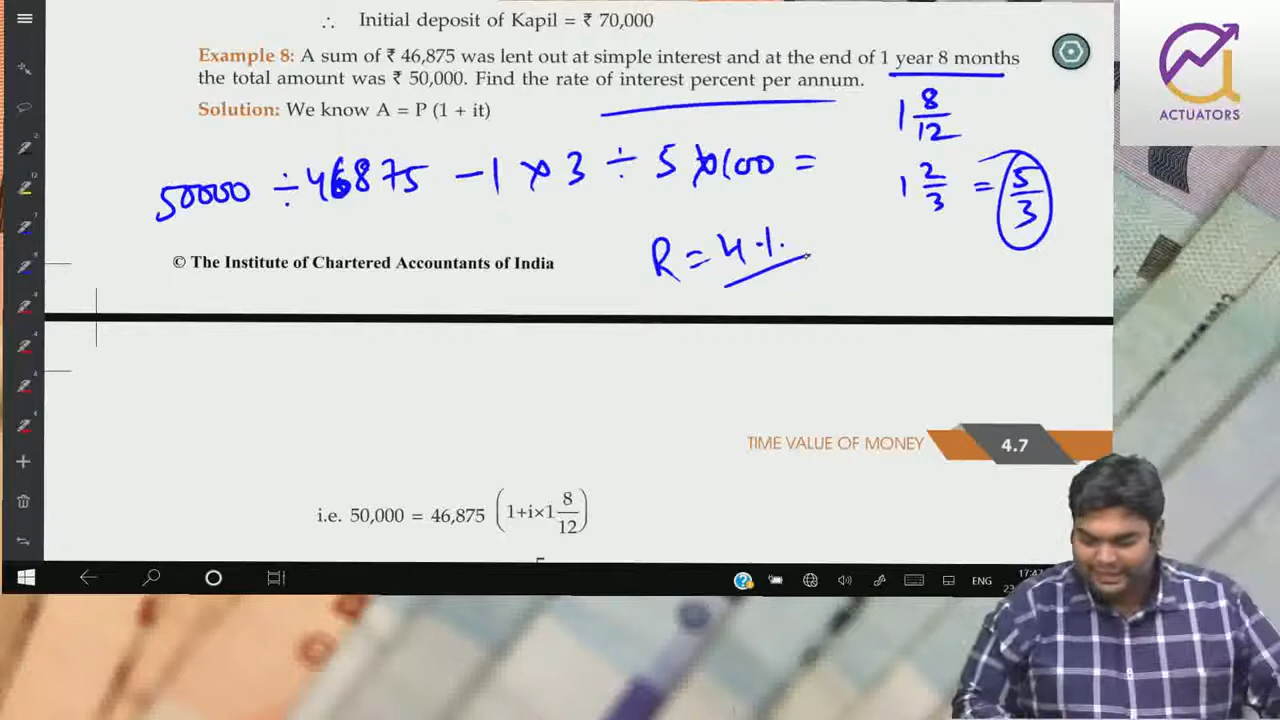 ∴ Initial deposit of Kapil = ₹ 70,000
Example 8: A sum of ₹ 46,875 was lent out at simple interest and at the end of 1 year 8 months
the total amount was ₹ 50,000. Find the rate of interest percent per annum.
Solution: We know A = P (1 + it)
1 8/12
50000 ÷ 46875 − 1 × 3 ÷ 5 × 100 =
1 2/3 = 5/3
R = 4%
© The Institute of Chartered Accountants of India
TIME VALUE OF MONEY 4.7
i.e. 50,000 = 46,875 (1+i×1 8/12)
ACTUATORS
ENG